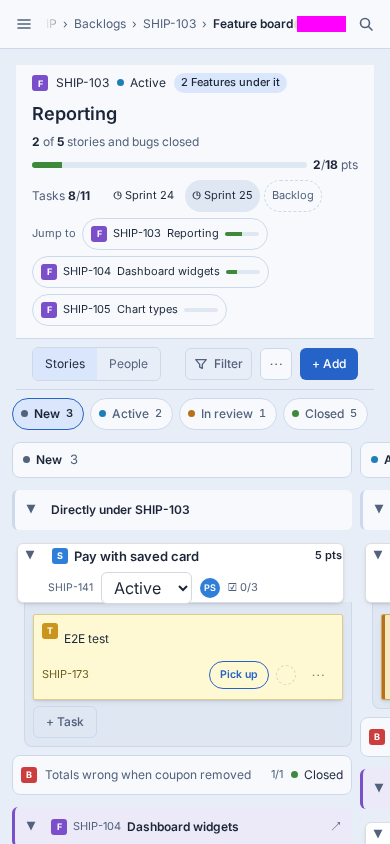 IP › Backlogs › SHIP-103 › Feature board
F SHIP-103 Active 2 Features under it
Reporting
2 of 5 stories and bugs closed
2/18 pts
Tasks 8/11 Sprint 24 Sprint 25 Backlog
Jump to F SHIP-103 Reporting
F SHIP-104 Dashboard widgets
F SHIP-105 Chart types
Stories People Filter ... + Add
New 3 Active 2 In review 1 Closed 5
New 3 A
Directly under SHIP-103
S Pay with saved card 5 pts
SHIP-141 Active PS 0/3
T E2E test
SHIP-173 Pick up ...
+ Task
B Totals wrong when coupon removed 1/1 Closed
B
F SHIP-104 Dashboard widgets